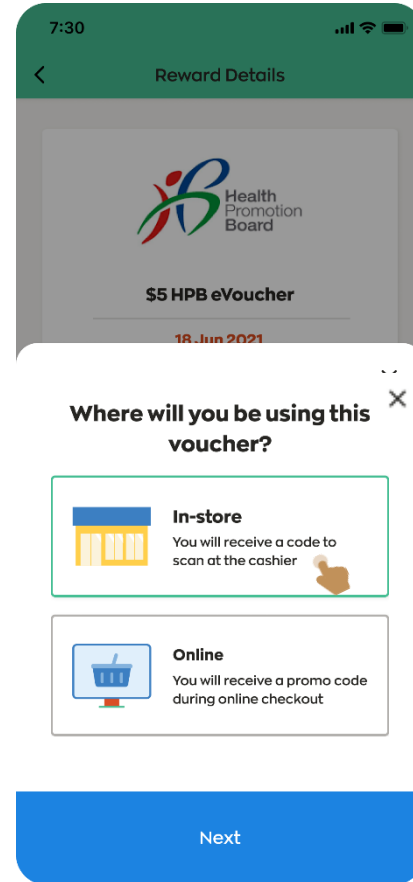 7:30
Reward Details
Health
Promotion
Board
$5 HPB eVoucher
18 Jun 2021
Where will you be using this
voucher?
In-store
You will receive a code to
scan at the cashier
Online
You will receive a promo code
during online checkout
Next